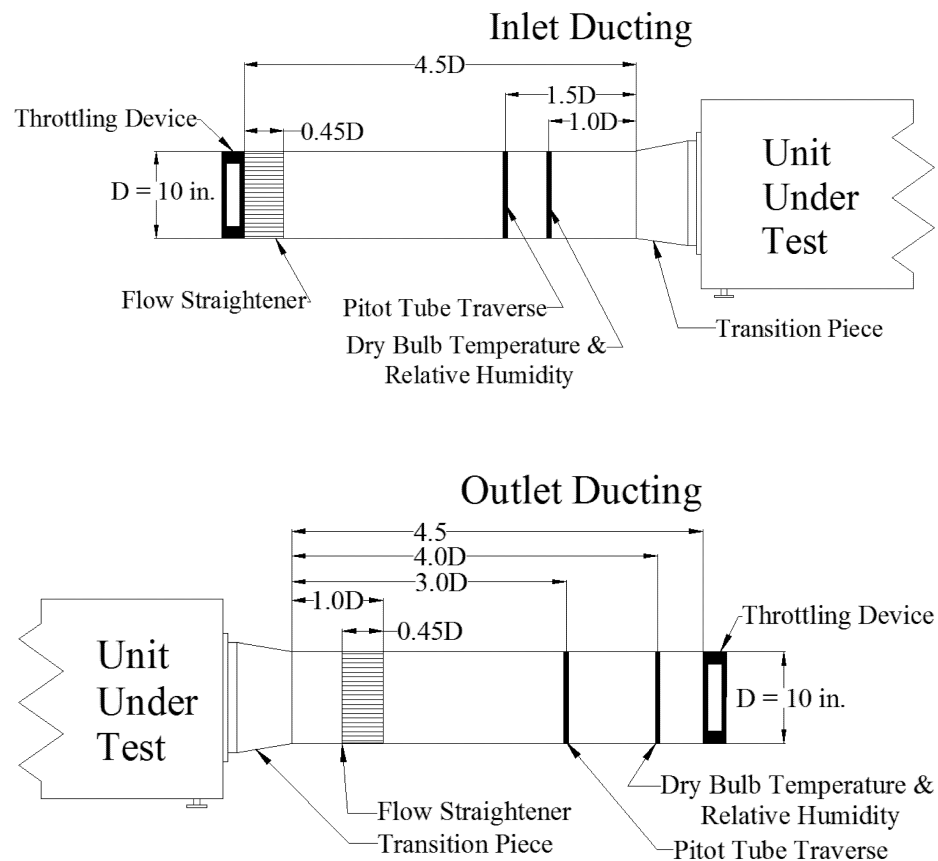 Inlet Ducting
4.5D
1.5D
Throttling Device
0.45D
1.0D
D = 10 in.
Unit
Under
Test
Flow Straightener
Pitot Tube Traverse
Transition Piece
Dry Bulb Temperature &
Relative Humidity
Outlet Ducting
4.5
4.0D
3.0D
1.0D
Throttling Device
0.45D
Unit
Under
Test
D = 10 in.
Dry Bulb Temperature &
Relative Humidity
Flow Straightener
Transition Piece
Pitot Tube Traverse